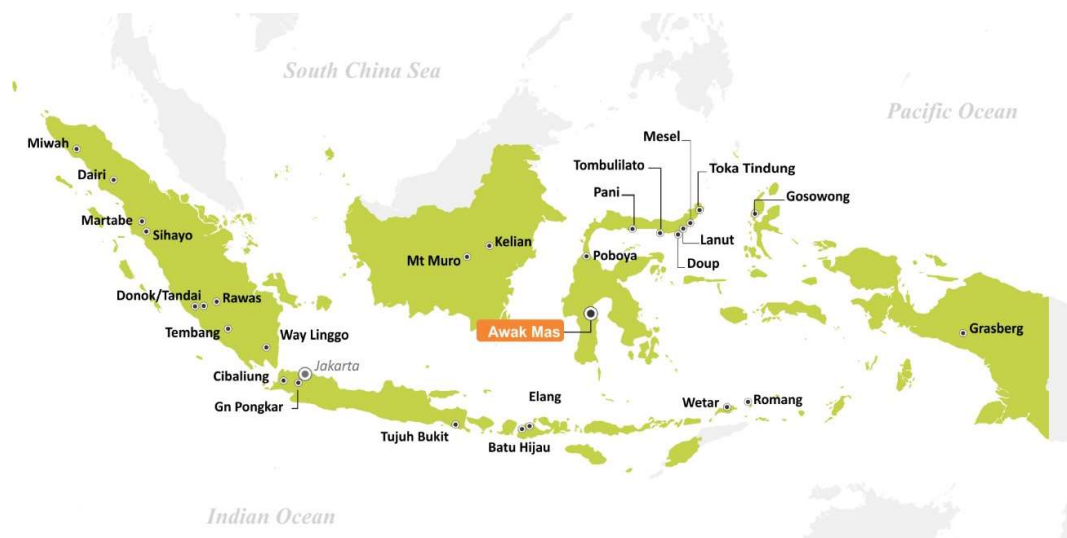 South China Sea
Pacific Ocean
Mesel
Miwah
Tombulilato
Toka Tindung
Dairi
Pani
Gosowong
Martabe
Sihayo
Kelian
Lanut
Mt Muro
Poboya
Doup
Donok/Tandai
Rawas
Tembang
Way Linggo
Awak Mas
Grasberg
Jakarta
Cibaliung
Elang
Wetar
Romang
Gn Pongkar
Tujuh Bukit
Batu Hijau
Indian Ocean